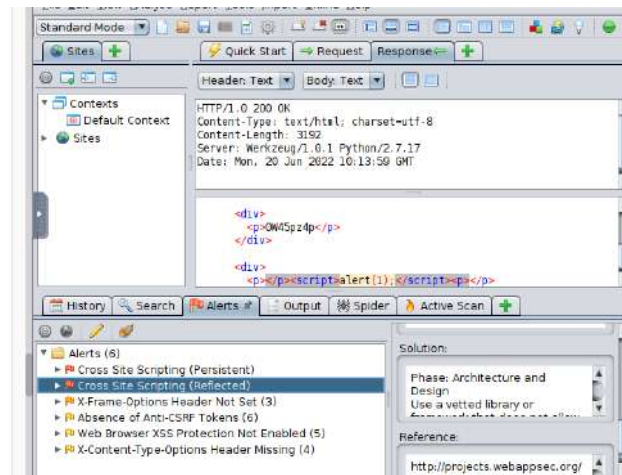 Standard Mode
Sites
Quick Start Request Response
Header: Text Body: Text
Contexts
Default Context
Sites
HTTP/1.0 200 OK
Content-Type: text/html; charset=utf-8
Content-Length: 3192
Server: Werkzeug/1.0.1 Python/2.7.17
Date: Mon, 20 Jun 2022 10:13:59 GMT
<div>
<p>OW45pz4p</p>
</div>
<div>
<p></p><script>alert(1);</script><p></p>
History Search Alerts Output Spider Active Scan
Alerts (6)
Cross Site Scripting (Persistent)
Cross Site Scripting (Reflected)
X-Frame-Options Header Not Set (3)
Absence of Anti-CSRF Tokens (6)
Web Browser XSS Protection Not Enabled (5)
X-Content-Type-Options Header Missing (4)
Solution:
Phase: Architecture and
Design
Use a vetted library or
Reference:
http://projects.webappsec.org/